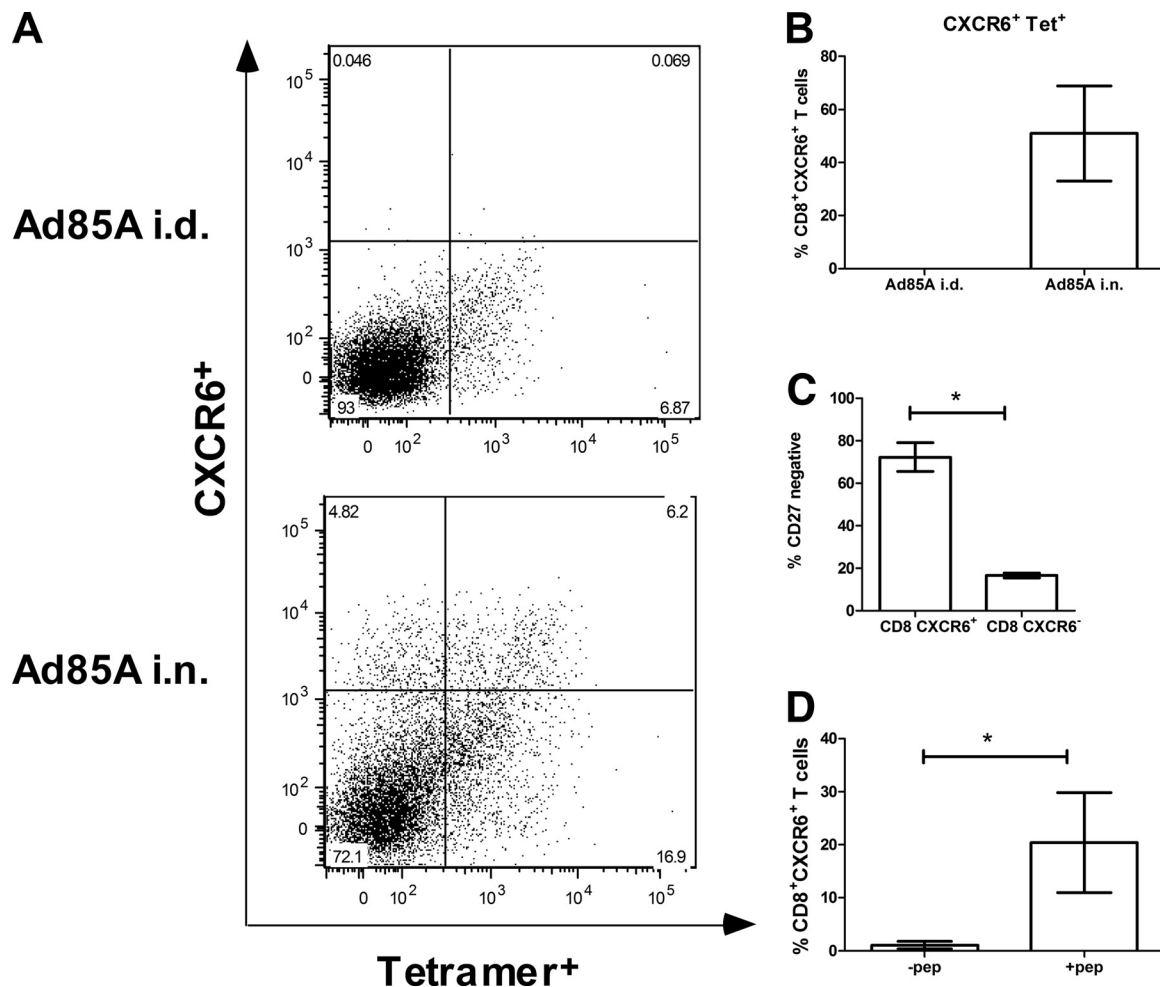 A
CXCR6⁺
Ad85A i.d.
0.046
0.069
10⁵
10⁴
10³
10²
0
93
6.87
0 10² 10³ 10⁴ 10⁵
Ad85A i.n.
4.82
6.2
10⁵
10⁴
10³
10²
0
72.1
16.9
0 10² 10³ 10⁴ 10⁵
Tetramer⁺
B
CXCR6⁺ Tet⁺
% CD8⁺CXCR6⁺ T cells
80
60
40
20
0
Ad85A i.d. Ad85A i.n.
C
% CD27 negative
100
80
60
40
20
0
*
CD8 CXCR6⁺ CD8 CXCR6⁻
D
% CD8⁺CXCR6⁺ T cells
40
30
20
10
0
*
-pep +pep